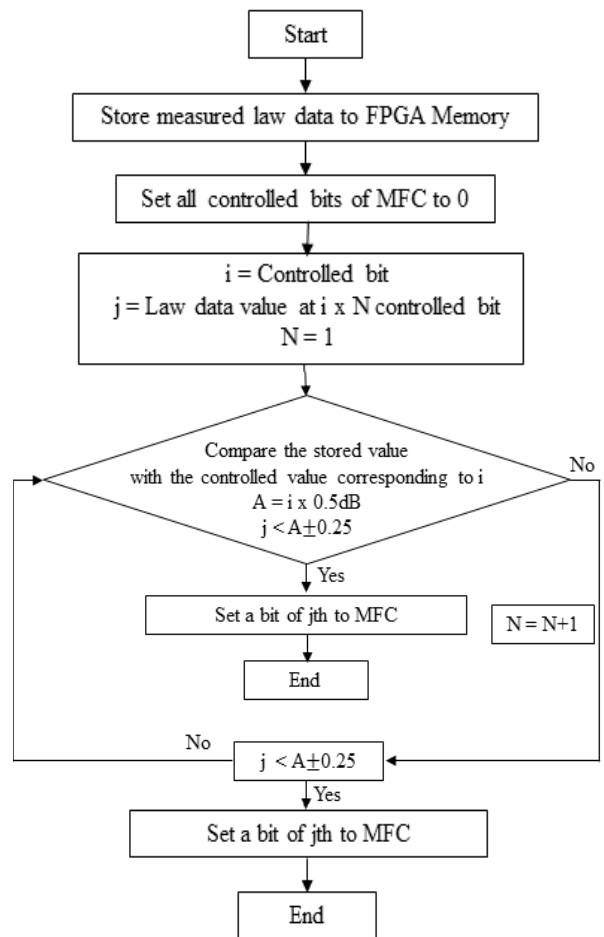 Start
Store measured law data to FPGA Memory
Set all controlled bits of MFC to 0
i = Controlled bit
j = Law data value at i x N controlled bit
N = 1
Compare the stored value
with the controlled value corresponding to i
A = i x 0.5dB
j < A±0.25
No
Yes
Set a bit of jth to MFC
N = N+1
End
No
j < A±0.25
Yes
Set a bit of jth to MFC
End